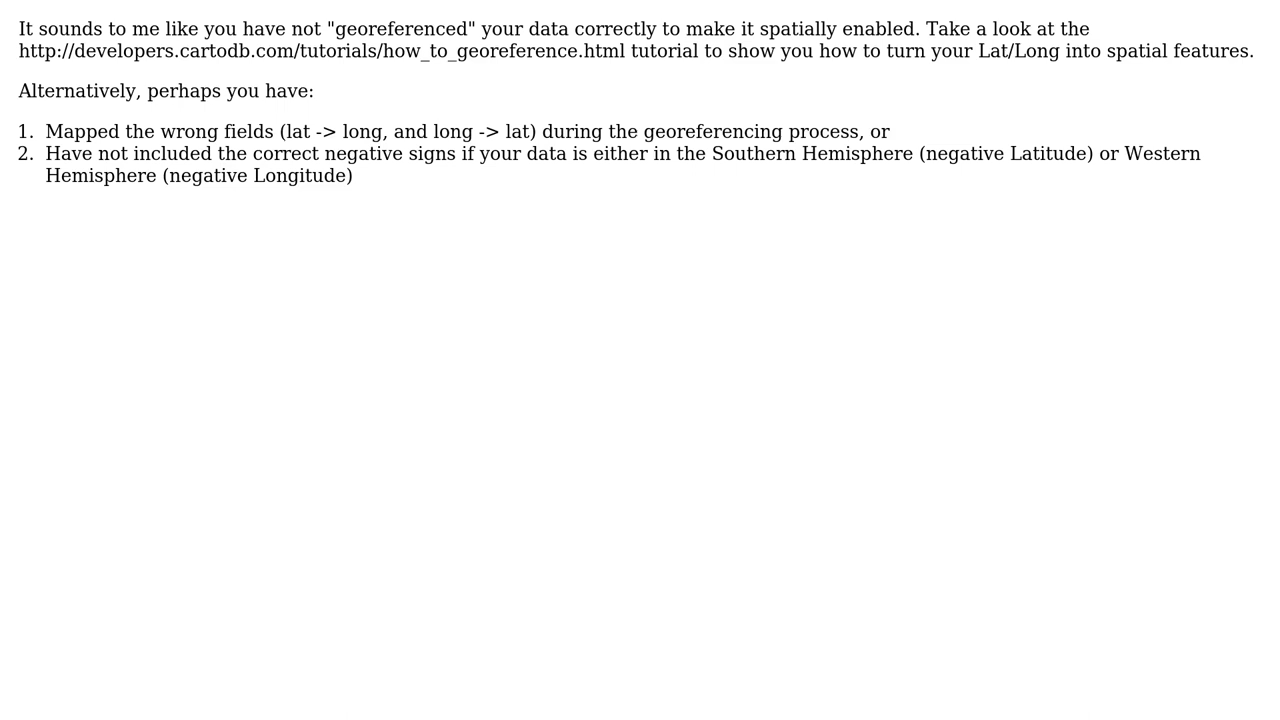 It sounds to me like you have not "georeferenced" your data correctly to make it spatially enabled. Take a look at the
http://developers.cartodb.com/tutorials/how_to_georeference.html tutorial to show you how to turn your Lat/Long into spatial features.
Alternatively, perhaps you have:
1. Mapped the wrong fields (lat -> long, and long -> lat) during the georeferencing process, or
2. Have not included the correct negative signs if your data is either in the Southern Hemisphere (negative Latitude) or Western
Hemisphere (negative Longitude)